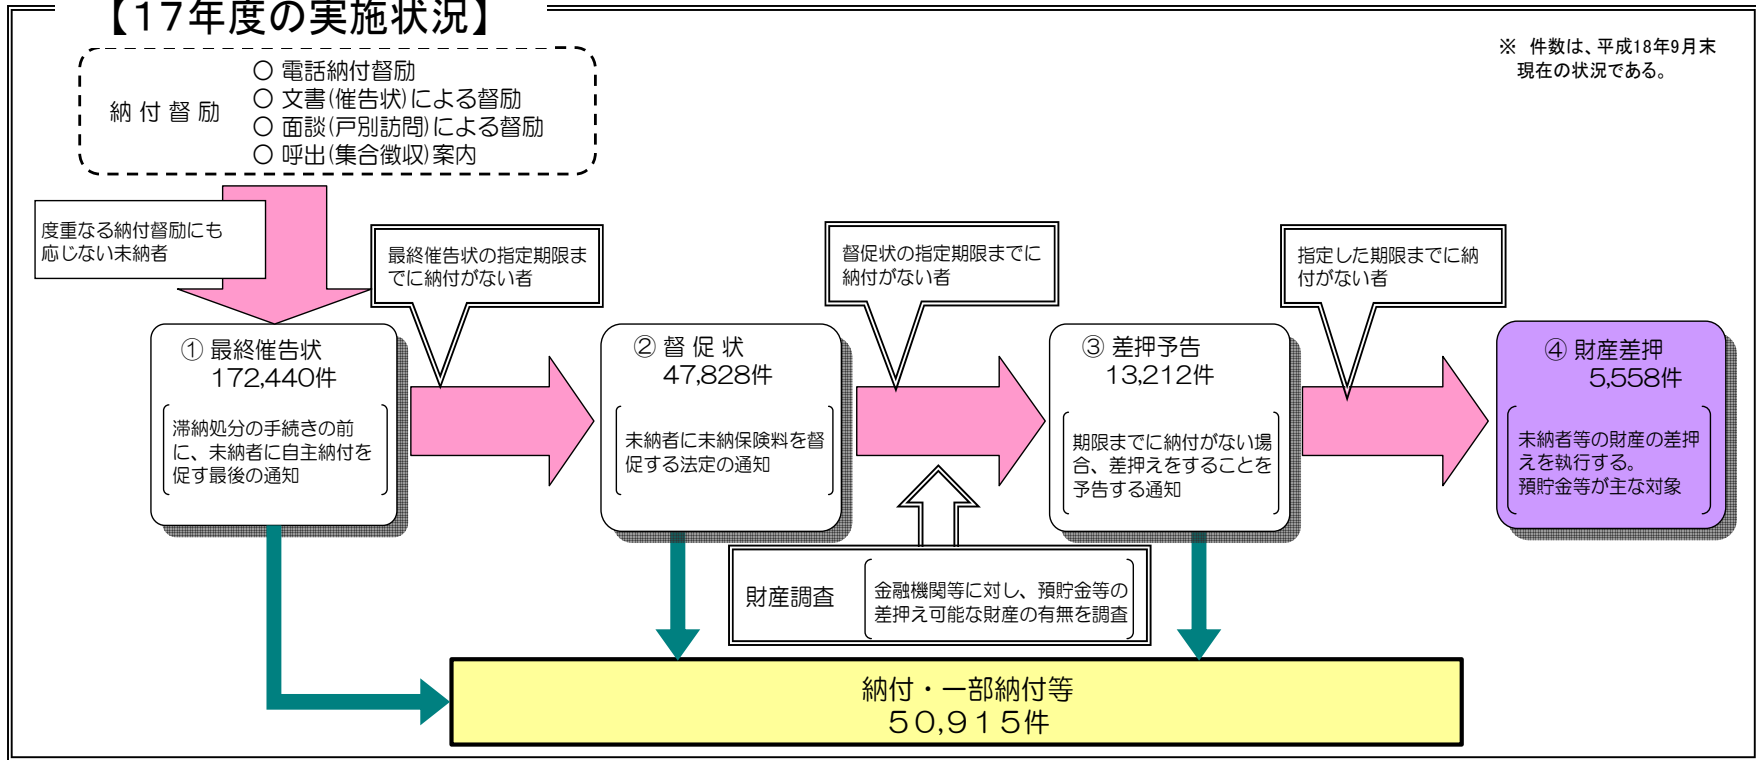 【17年度の実施状況】
※ 件数は、平成18年9月末
現在の状況である。
納付督励
○ 電話納付督励
○ 文書(催告状)による督励
○ 面談(戸別訪問)による督励
○ 呼出(集合徴収)案内
度重なる納付督励にも
応じない未納者
最終催告状の指定期限ま
でに納付がない者
督促状の指定期限までに
納付がない者
指定した期限までに納
付がない者
① 最終催告状
172,440件
滞納処分の手続きの前
に、未納者に自主納付を
促す最後の通知
② 督促状
47,828件
未納者に未納保険料を督
促する法定の通知
③ 差押予告
13,212件
期限までに納付がない場
合、差押えをすることを
予告する通知
④ 財産差押
5,558件
未納者等の財産の差押
えを執行する。
預貯金等が主な対象
財産調査
金融機関等に対し、預貯金等の
差押え可能な財産の有無を調査
納付・一部納付等
50,915件